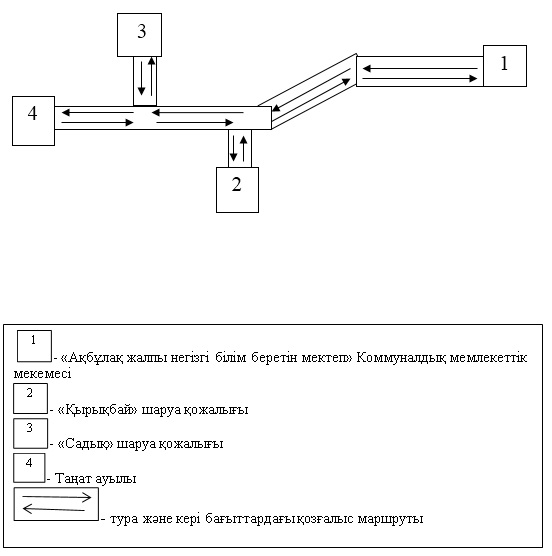 3
1
4
2
1 - «Ақбұлақ жалпы негізгі білім беретін мектеп» Коммуналдық мемлекеттік
мекемесі
2 - «Қырықбай» шаруа қожалығы
3 - «Садық» шаруа қожалығы
4 - Таңат ауылы
- тура және кері бағыттардағы қозғалыс маршруты